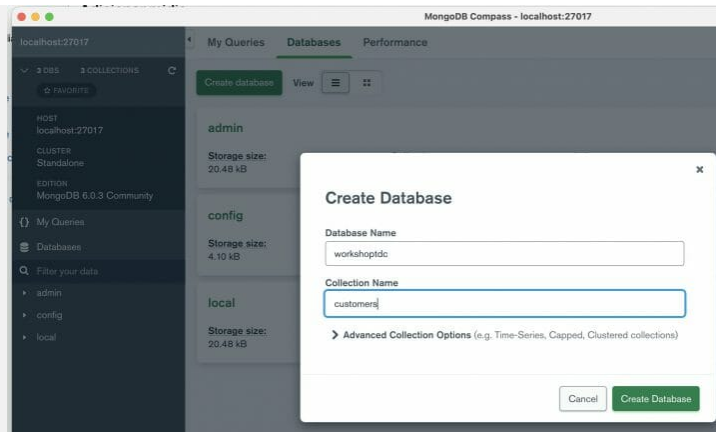 MongoDB Compass - localhost:27017
localhost:27017
My Queries Databases Performance
3 DBS 3 COLLECTIONS
FAVORITE
HOST
localhost:27017
CLUSTER
Standalone
EDITION
MongoDB 6.0.3 Community
{} My Queries
Databases
Filter your data
admin
config
local
Create database View
admin
Storage size:
20.48 kB
config
Storage size:
4.10 kB
local
Storage size:
20.48 kB
Create Database
Database Name
workshoptdc
Collection Name
customers
Advanced Collection Options (e.g. Time-Series, Capped, Clustered collections)
Cancel Create Database